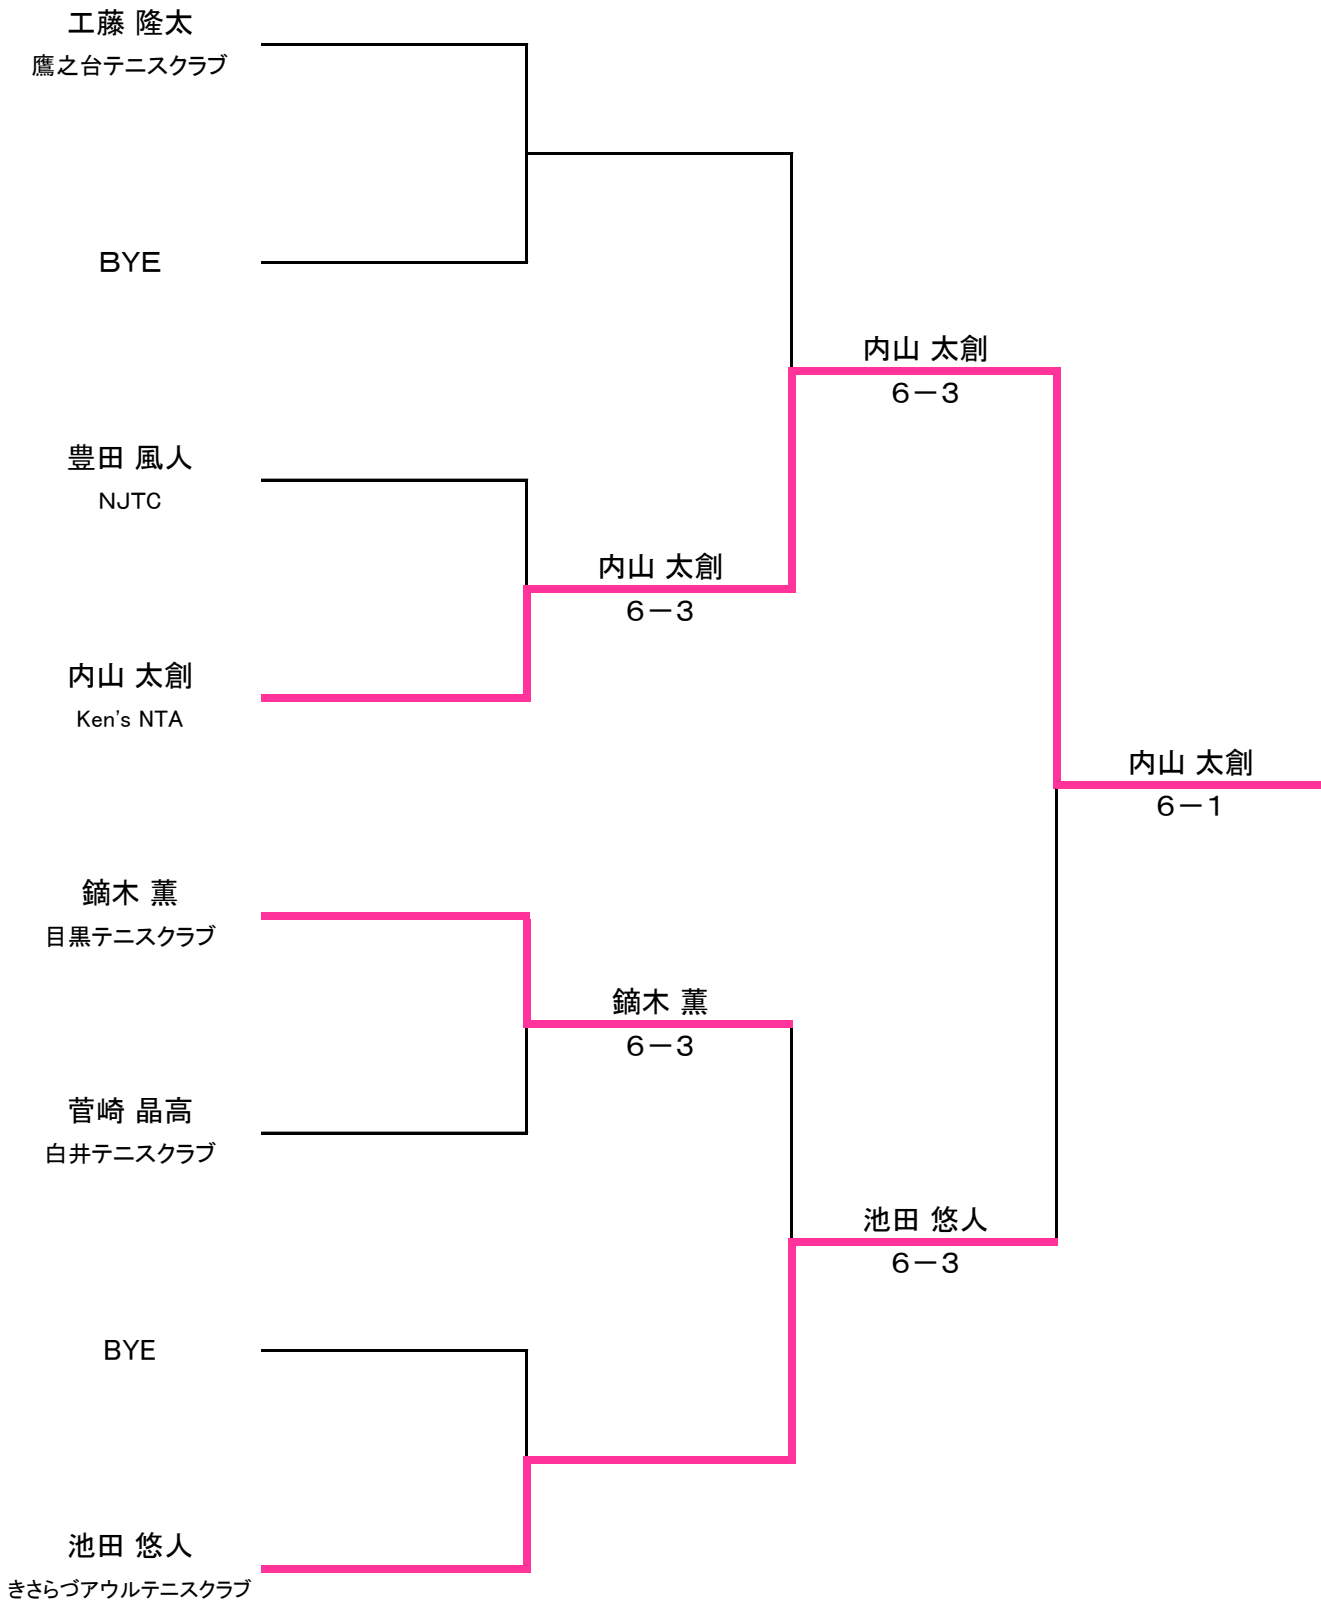 工藤 隆太
鷹之台テニスクラブ
BYE
内山 太創
6－3
豊田 風人
NJTC
内山 太創
6－3
内山 太創
Ken's NTA
内山 太創
6－1
鏑木 薫
目黒テニスクラブ
鏑木 薫
6－3
菅崎 晶高
白井テニスクラブ
池田 悠人
6－3
BYE
池田 悠人
きさらづアウルテニスクラブ